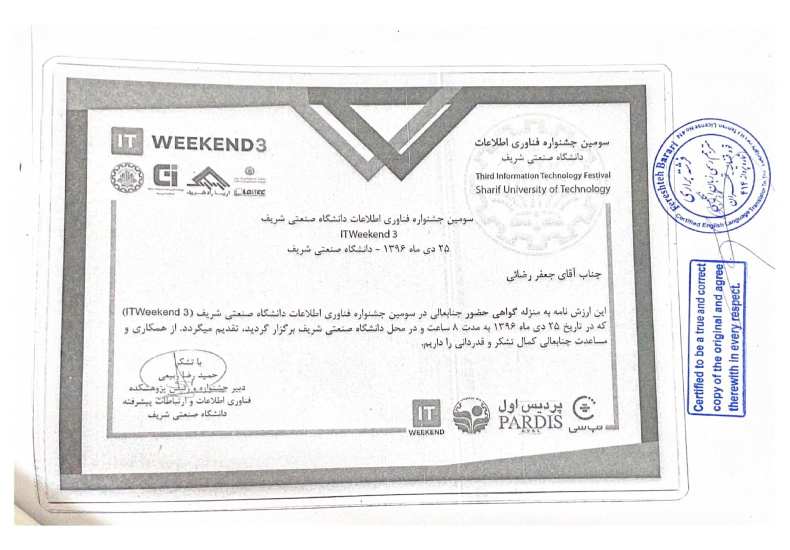 IT WEEKEND3
سومین جشنواره فناوری اطلاعات
دانشگاه صنعتی شریف
Third Information Technology Festival
Sharif University of Technology
سومین جشنواره فناوری اطلاعات دانشگاه صنعتی شریف
ITWeekend 3
۲۵ دی ماه ۱۳۹۶ - دانشگاه صنعتی شریف
جناب آقای جعفر رضائی
این ارزش نامه به منزله گواهی حضور جنابعالی در سومین جشنواره فناوری اطلاعات دانشگاه صنعتی شریف (ITWeekend 3)
که در تاریخ ۲۵ دی ماه ۱۳۹۶ به مدت ۸ ساعت و در محل دانشگاه صنعتی شریف برگزار گردید، تقدیم میگردد. از همکاری و
مساعدت جنابعالی کمال تشکر و قدردانی را داریم.
با تشکر
حمید رضا ربیعی
دبیر جشنواره و رئیس پژوهشکده
فناوری اطلاعات و ارتباطات پیشرفته
دانشگاه صنعتی شریف
IT
WEEKEND
پردیس اول
PARDIS
AVAL
تپ‌سی
Fereshteh Barazi
Certified English Language Translator
Certified to be a true and correct
copy of the original and agree
therewith in every respect.